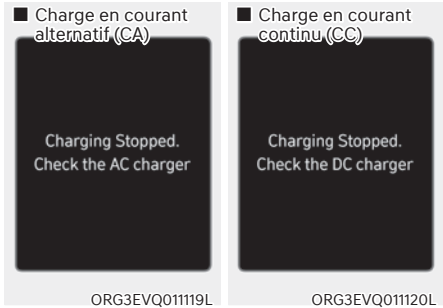 ■ Charge en courant
alternatif (CA)
Charging Stopped.
Check the AC charger
ORG3EVQ011119L
■ Charge en courant
continu (CC)
Charging Stopped.
Check the DC charger
ORG3EVQ011120L